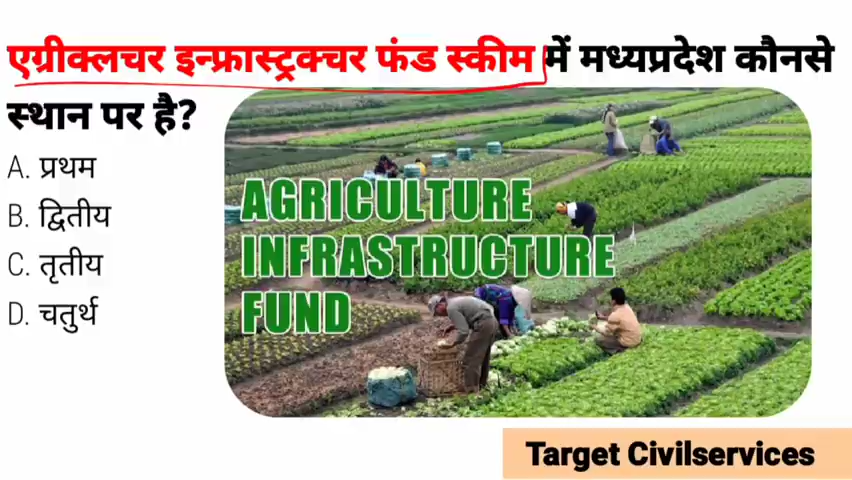 एग्रीक्लचर इन्फ्रास्ट्रक्चर फंड स्कीम में मध्यप्रदेश कौनसे
स्थान पर है?
A. प्रथम
B. द्वितीय
C. तृतीय
D. चतुर्थ
AGRICULTURE
INFRASTRUCTURE
FUND
Target Civilservices